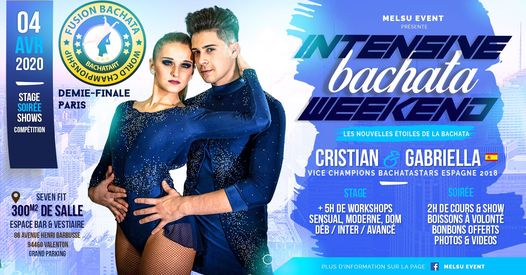 04
AVR
2020
STAGE
SOIRÉE
SHOWS
COMPÉTITION
FUSION BACHATA
WORLD CHAMPIONSHIP
BACHATART
DEMIE-FINALE
PARIS
SEVEN FIT
300M2 DE SALLE
ESPACE BAR & VESTIAIRE
86 AVENUE HENRI BARBUSSE
94460 VALENTON
GRAND PARKING
MELSU EVENT
PRÉSENTE
INTENSIVE
bachata
WEEKEND
LES NOUVELLES ÉTOILES DE LA BACHATA
CRISTIAN & GABRIELLA
VICE CHAMPIONS BACHATASTARS ESPAGNE 2018
STAGE
+ 5H DE WORKSHOPS
SENSUAL, MODERNE, DOM
DÉB / INTER / AVANCÉ
SOIRÉE
2H DE COURS & SHOW
BOISSONS À VOLONTÉ
BONBONS OFFERTS
PHOTOS & VIDEOS
PLUS D'INFORMATION SUR LA PAGE f MELSU EVENT